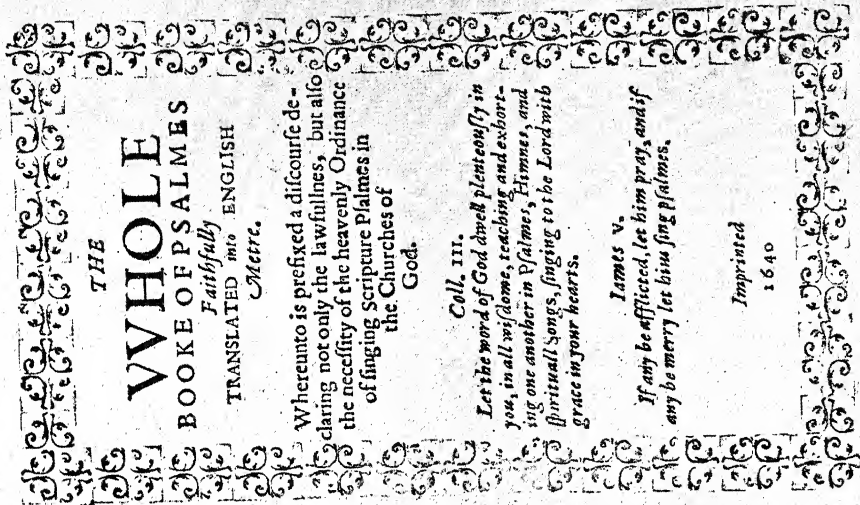 THE
VVHOLE
BOOKE OF PSALMES
Faithfully
TRANSLATED into ENGLISH
Metre.
Whereunto is prefixed a diſcourſe de-
claring not only the lawfullnes, but alſo
the neceſſity of the heavenly Ordinance
of ſinging Scripture Pſalmes in
the Churches of
God.
Coll. III.
Let the word of God dwell plenteouſly in
you, in all wiſdome, teaching and exhort-
ing one another in Pſalmes, Himnes, and
ſpirituall Songs, ſinging to the Lord with
grace in your hearts.
Iames V.
If any be afflicted, let him pray, and if
any be merry let him ſing pſalmes.
Imprinted
1640